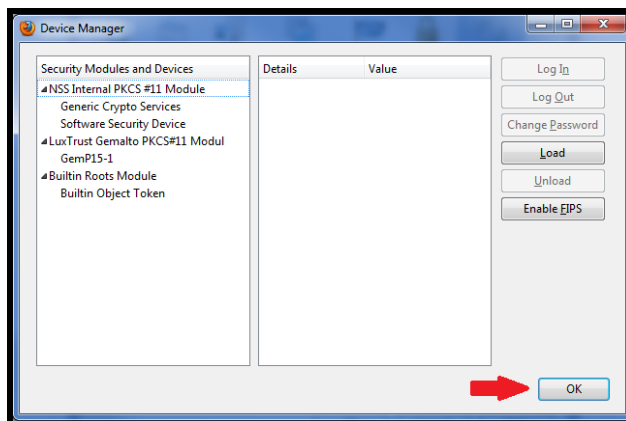 Device Manager
Security Modules and Devices
NSS Internal PKCS #11 Module
Generic Crypto Services
Software Security Device
LuxTrust Gemalto PKCS#11 Modul
GemP15-1
Builtin Roots Module
Builtin Object Token
Details Value
Log In
Log Out
Change Password
Load
Unload
Enable FIPS
OK